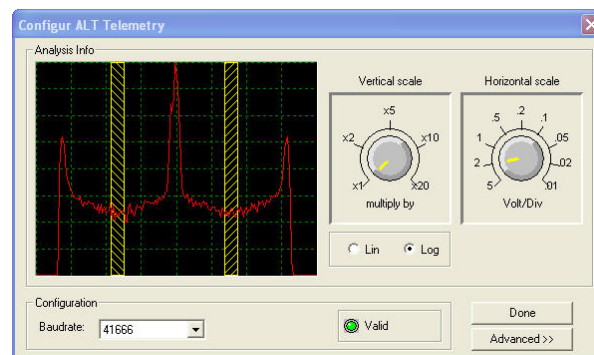 Configur ALT Telemetry
Analysis Info
Vertical scale
Horizontal scale
x1
x2
x5
x10
x20
multiply by
5
2
1
.5
.2
.1
.05
.02
.01
Volt/Div
Lin
Log
Configuration
Baudrate:
41666
Valid
Done
Advanced >>